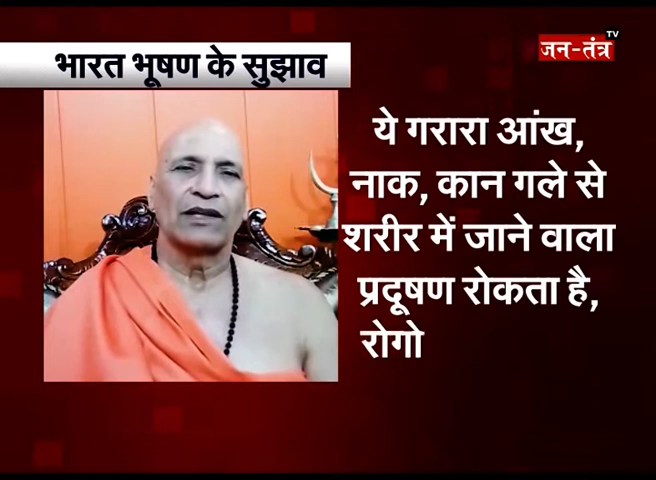 भारत भूषण के सुझाव
जन-तंत्र TV
ये गरारा आंख,
नाक, कान गले से
शरीर में जाने वाला
प्रदूषण रोकता है,
रोगो